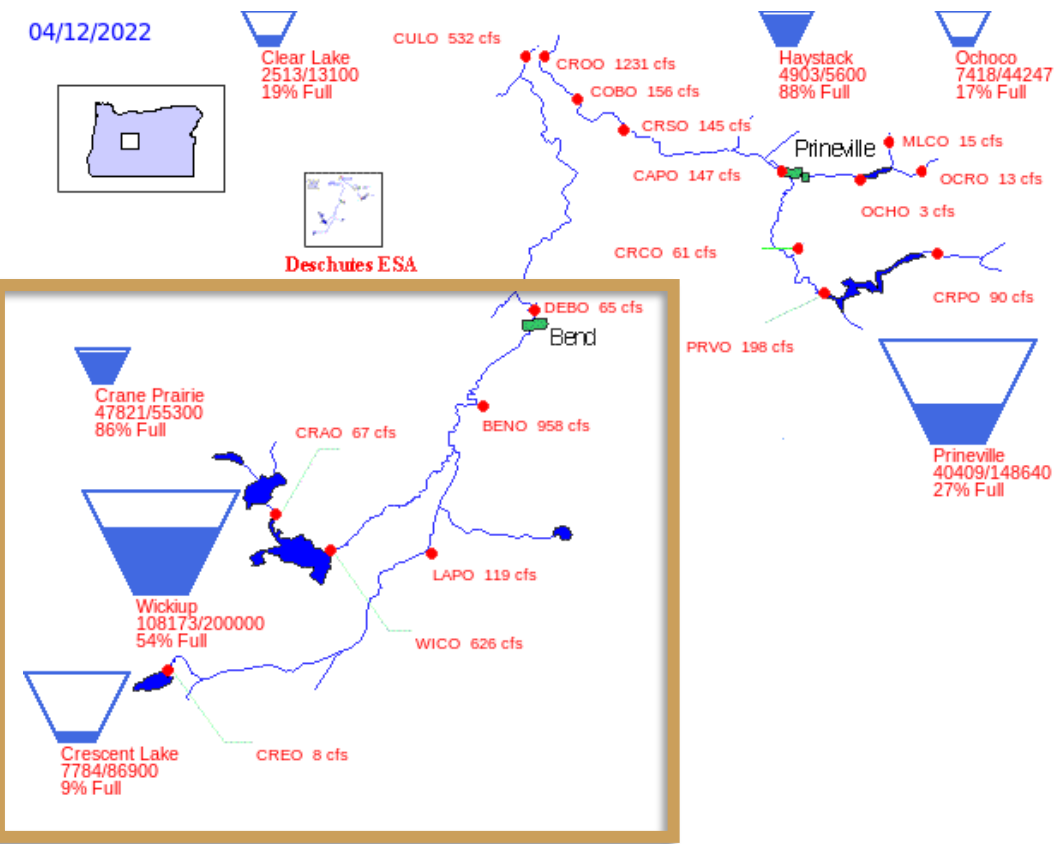 04/12/2022
Clear Lake
2513/13100
19% Full
CULO 532 cfs
CROO 1231 cfs
COBO 156 cfs
CRSO 145 cfs
CAPO 147 cfs
Haystack
4903/5600
88% Full
Ochoco
7418/44247
17% Full
Prineville
MLCO 15 cfs
OCRO 13 cfs
OCHO 3 cfs
CRCO 61 cfs
CRPO 90 cfs
PRVO 198 cfs
Deschutes ESA
DEBO 65 cfs
Bend
Crane Prairie
47821/55300
86% Full
CRAO 67 cfs
BENO 958 cfs
Prineville
40409/148640
27% Full
Wickiup
108173/200000
54% Full
LAPO 119 cfs
WICO 626 cfs
Crescent Lake
7784/86900
9% Full
CREO 8 cfs